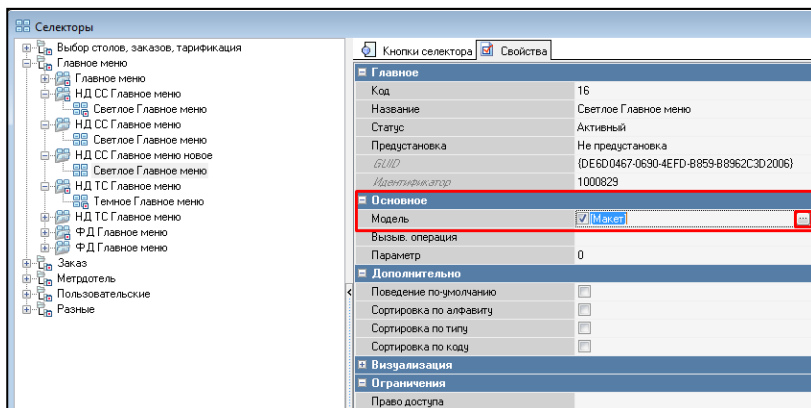 Селекторы
Выбор столов, заказов, тарификация
Главное меню
Главное меню
НД СС Главное меню
Светлое Главное меню
НД СС Главное меню
Светлое Главное меню
НД СС Главное меню новое
Светлое Главное меню
НД ТС Главное меню
Темное Главное меню
НД ТС Главное меню
ФД Главное меню
ФД Главное меню
Заказ
Метрдотель
Пользовательские
Разные
Кнопки селектора Свойства
Главное
Код 16
Название Светлое Главное меню
Статус Активный
Предустановка Не предустановка
GUID {DE6D0467-0690-4EFD-B859-B8962C3D2006}
Идентификатор 1000829
Основное
Модель (Макет) ...
Вызыв. операция
Параметр 0
Дополнительно
Поведение по-умолчанию
Сортировка по алфавиту
Сортировка по типу
Сортировка по коду
Визуализация
Ограничения
Право доступа